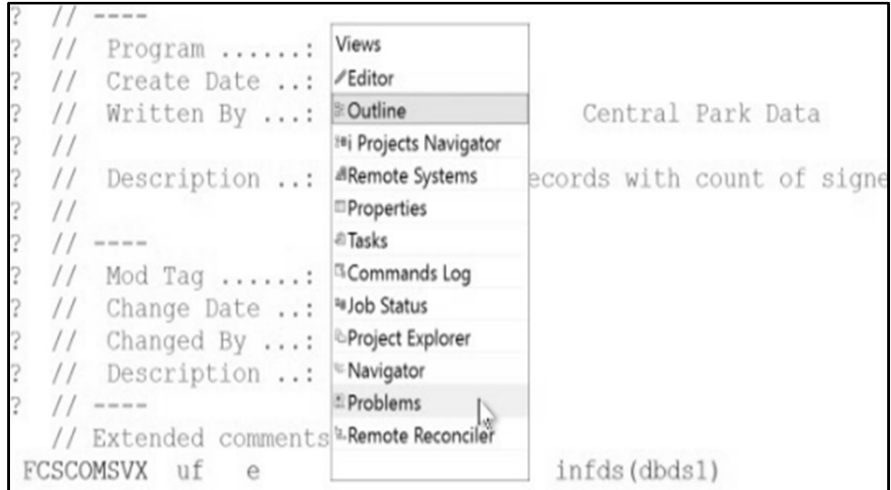 ? // ----
? // Program ......: Views
? // Create Date ..: Editor
? // Written By ...: Outline Central Park Data
? // i Projects Navigator
? // Description ..: Remote Systems ecords with count of signe
? // Properties
? // ---- Tasks
? // Mod Tag ......: Commands Log
? // Change Date ..: Job Status
? // Changed By ...: Project Explorer
? // Description ..: Navigator
? // ---- Problems
// Extended comments Remote Reconciler
FCSCOMSVX uf e infds(dbds1)